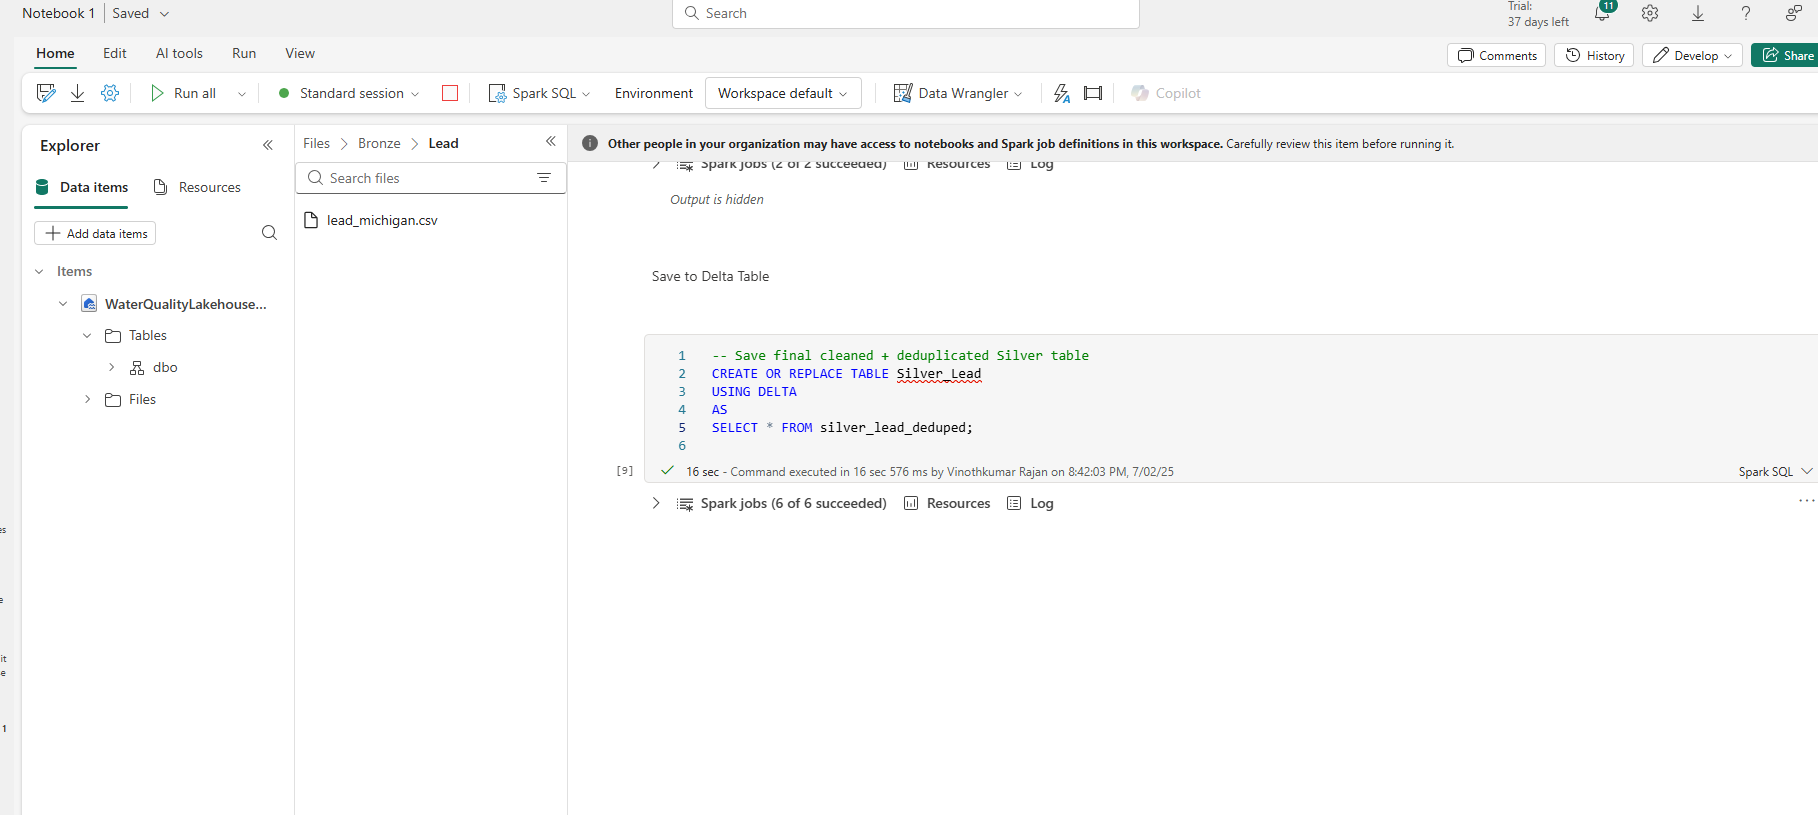 Notebook 1 | Saved
Search
Trial:
37 days left
11
Home Edit AI tools Run View
Comments History Develop Share
Run all Standard session Spark SQL Environment Workspace default Data Wrangler Copilot
Explorer
Data items Resources
Add data items
Items
WaterQualityLakehouse...
Tables
dbo
Files
Files > Bronze > Lead
Search files
lead_michigan.csv
Other people in your organization may have access to notebooks and Spark job definitions in this workspace. Carefully review this item before running it.
Spark jobs (2 of 2 succeeded) Resources Log
Output is hidden
Save to Delta Table
1 -- Save final cleaned + deduplicated Silver table
2 CREATE OR REPLACE TABLE Silver_Lead
3 USING DELTA
4 AS
5 SELECT * FROM silver_lead_deduped;
6
[9] 16 sec - Command executed in 16 sec 576 ms by Vinothkumar Rajan on 8:42:03 PM, 7/02/25 Spark SQL
Spark jobs (6 of 6 succeeded) Resources Log
es
e
it
e
1